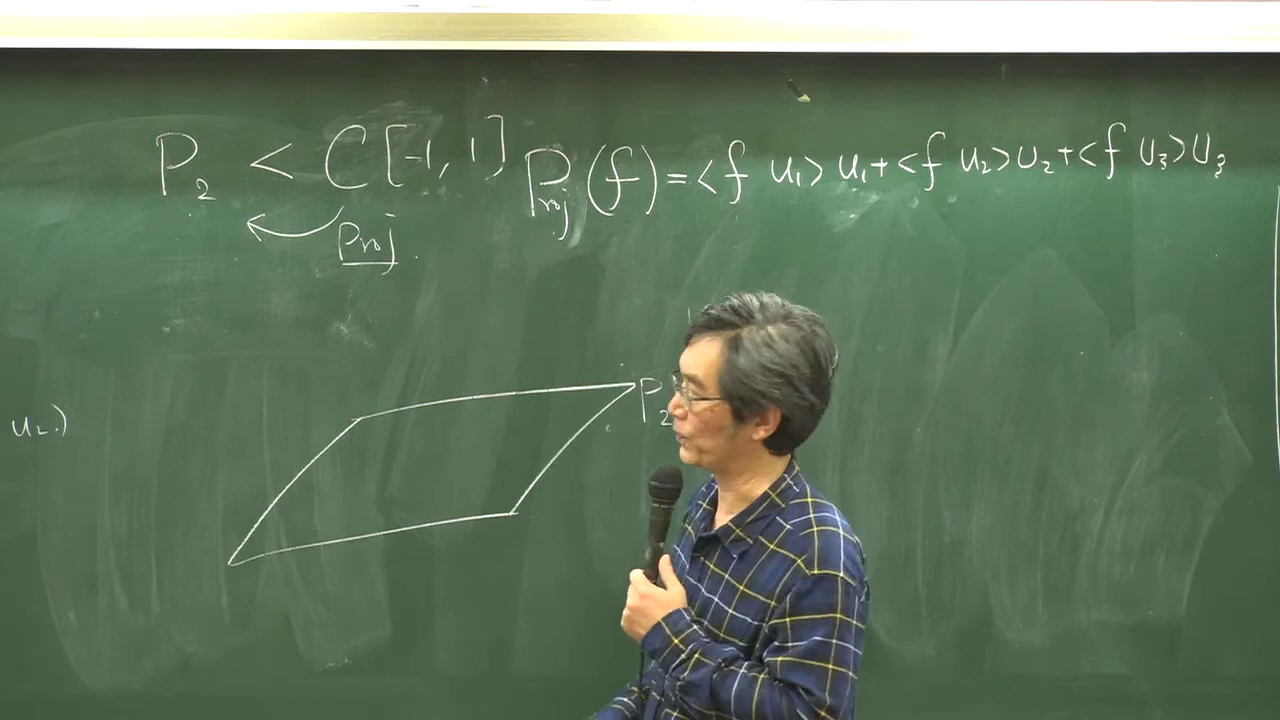 P₂ < C[-1, 1] Proj(f) = <f u₁> u₁ + <f u₂> u₂ + <f u₃> u₃
Proj
P₂
u₂)